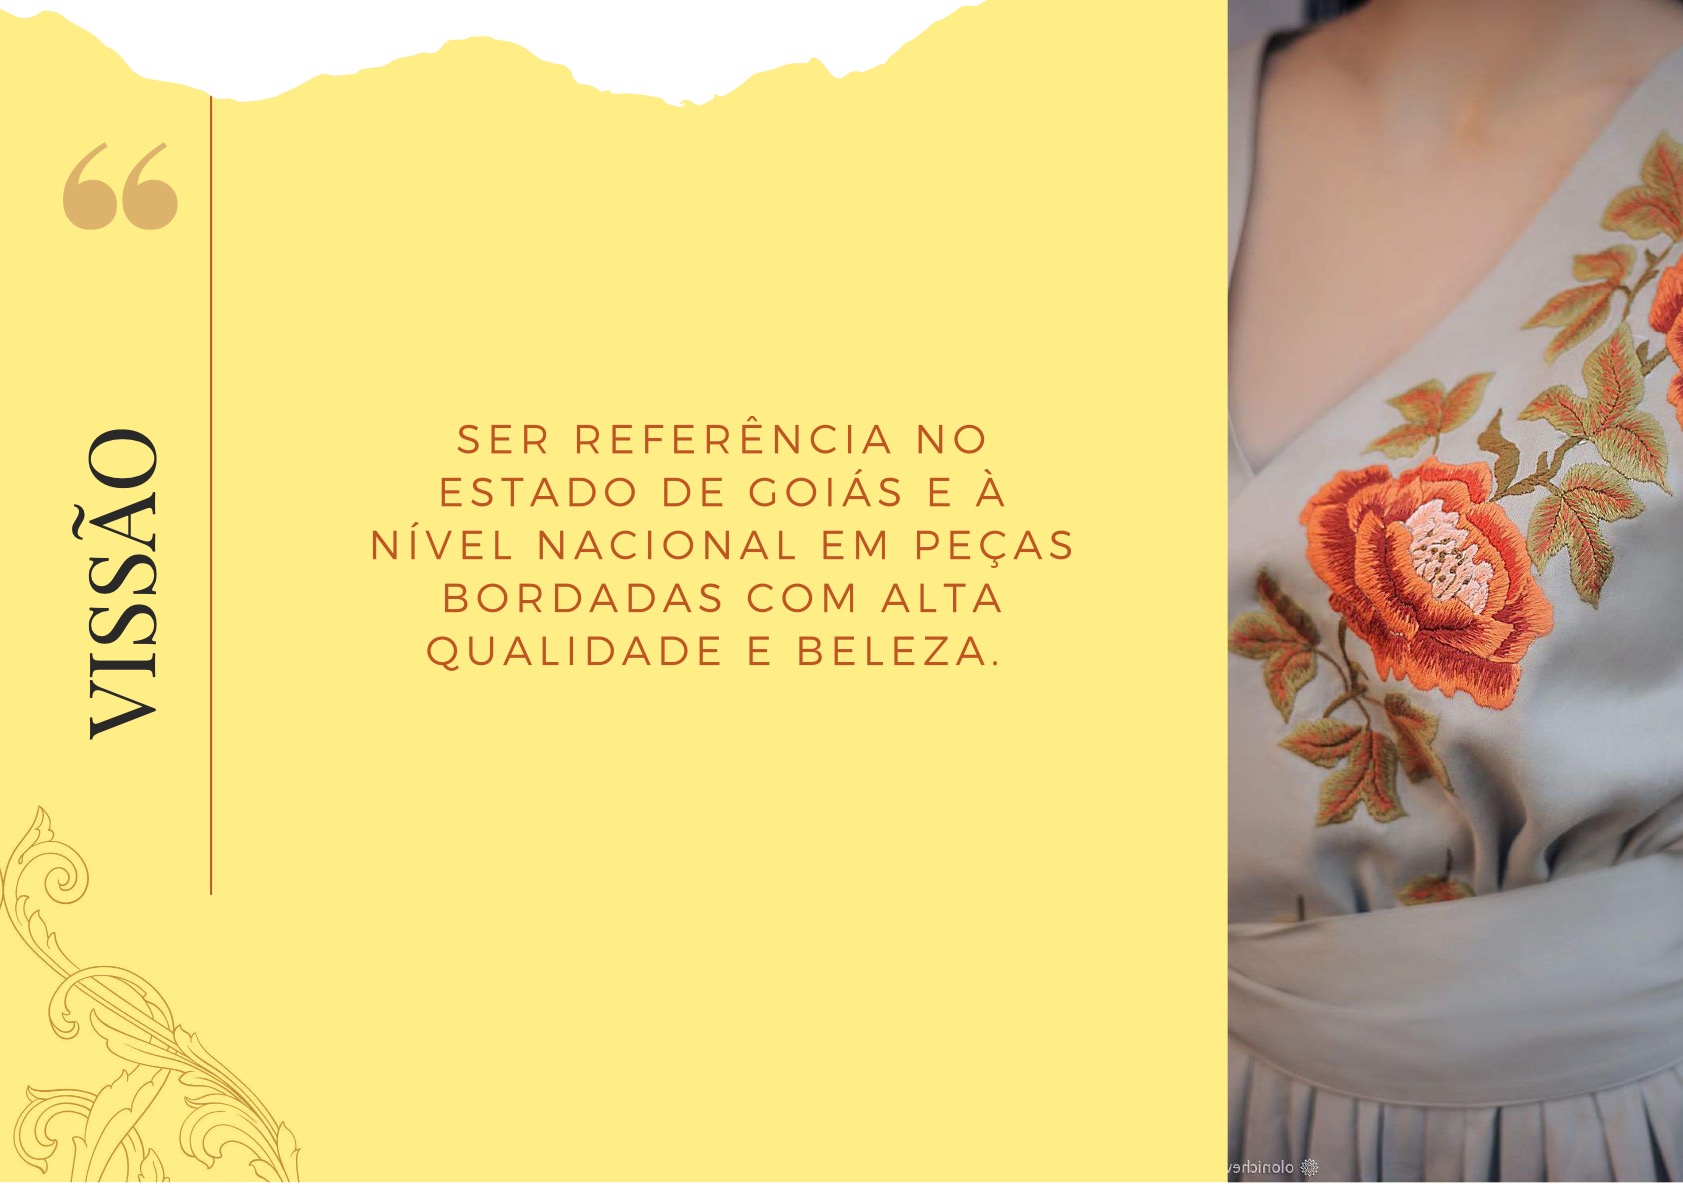 VISSÃO
SER REFERÊNCIA NO
ESTADO DE GOIÁS E À
NÍVEL NACIONAL EM PEÇAS
BORDADAS COM ALTA
QUALIDADE E BELEZA.